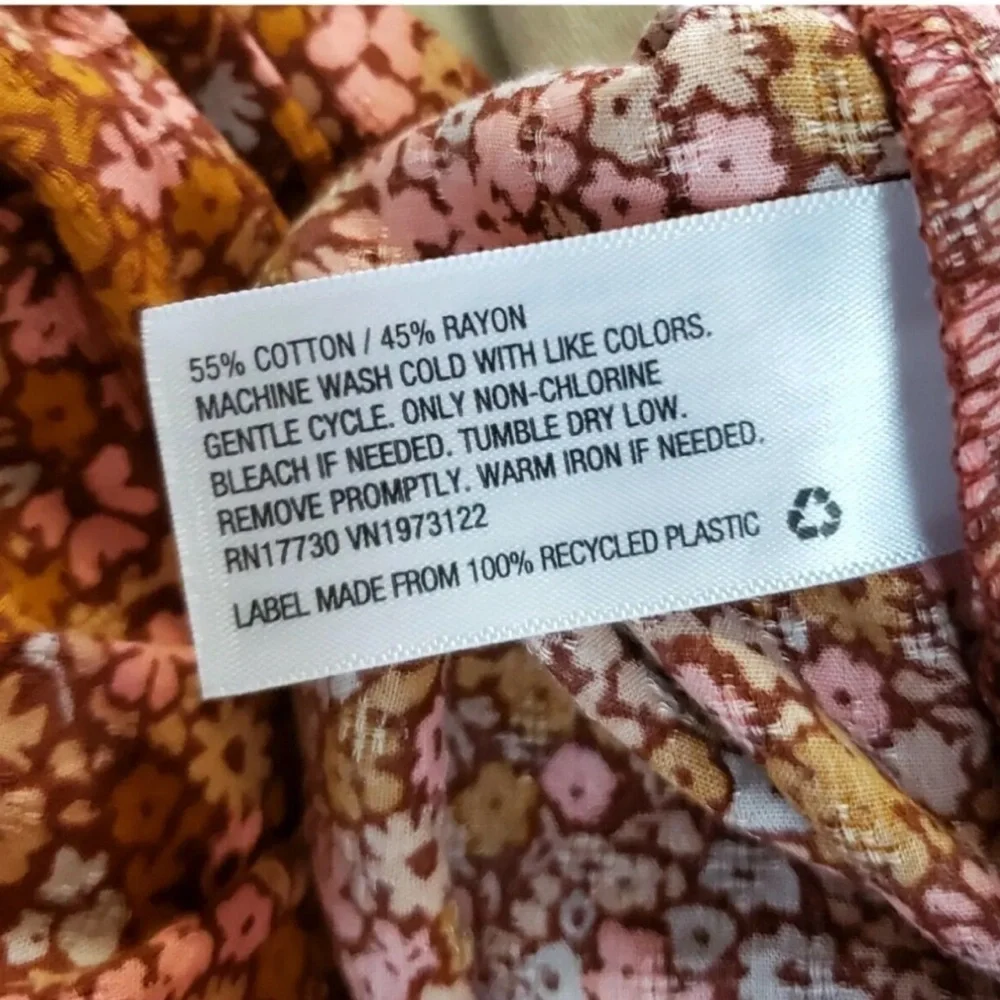 55% COTTON / 45% RAYON
MACHINE WASH COLD WITH LIKE COLORS.
GENTLE CYCLE. ONLY NON-CHLORINE
BLEACH IF NEEDED. TUMBLE DRY LOW.
REMOVE PROMPTLY. WARM IRON IF NEEDED.
RN17730 VN1973122
LABEL MADE FROM 100% RECYCLED PLASTIC